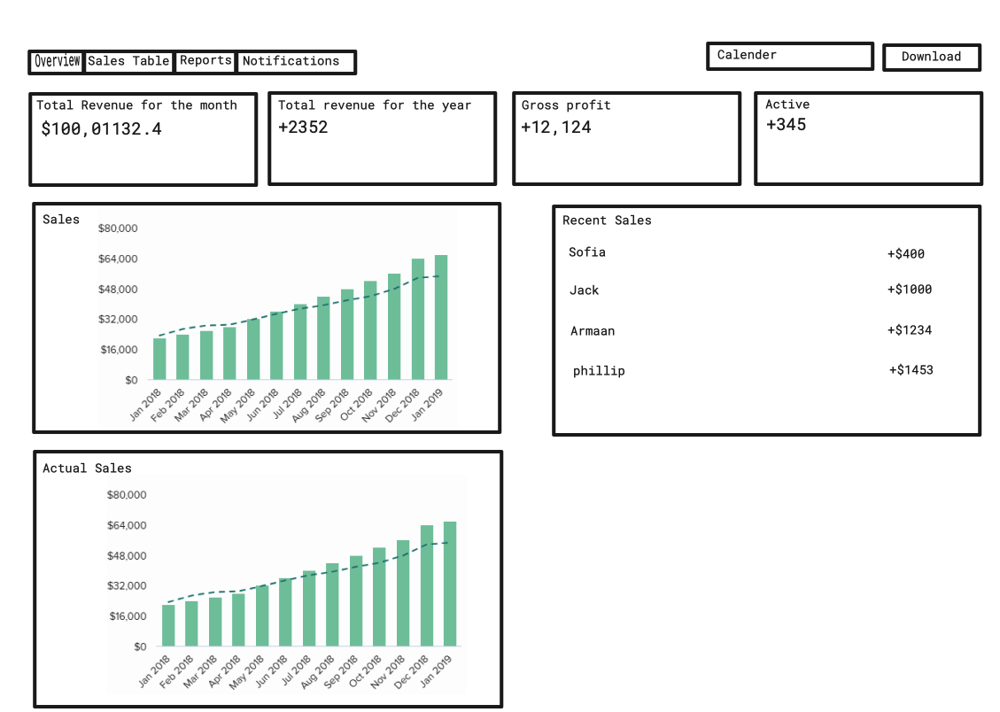 Overview Sales Table Reports Notifications
Calender
Download
Total Revenue for the month
$100,01132.4
Total revenue for the year
+2352
Gross profit
+12,124
Active
+345
Sales
$80,000
$64,000
$48,000
$32,000
$16,000
$0
Jan 2018
Feb 2018
Mar 2018
Apr 2018
May 2018
Jun 2018
Jul 2018
Aug 2018
Sep 2018
Oct 2018
Nov 2018
Dec 2018
Jan 2019
Recent Sales
Sofia +$400
Jack +$1000
Armaan +$1234
phillip +$1453
Actual Sales
$80,000
$64,000
$48,000
$32,000
$16,000
$0
Jan 2018
Feb 2018
Mar 2018
Apr 2018
May 2018
Jun 2018
Jul 2018
Aug 2018
Sep 2018
Oct 2018
Nov 2018
Dec 2018
Jan 2019